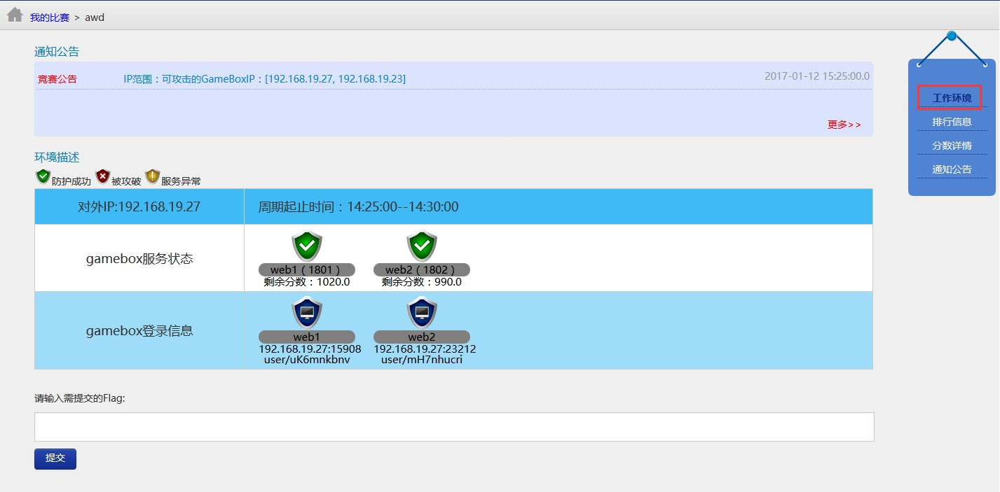 我的比赛 > awd
通知公告
竞赛公告 IP范围：可攻击的GameBoxIP：[192.168.19.27, 192.168.19.23] 2017-01-12 15:25:00.0
更多>>
工作环境
排行信息
分数详情
通知公告
环境描述
防护成功 被攻破 服务异常
对外IP:192.168.19.27 周期起止时间：14:25:00--14:30:00
gamebox服务状态
web1（1801） web2（1802）
剩余分数：1020.0 剩余分数：990.0
gamebox登录信息
web1 web2
192.168.19.27:15908 192.168.19.27:23212
user/uK6mnkbnv user/mH7nhucri
请输入需提交的Flag:
提交